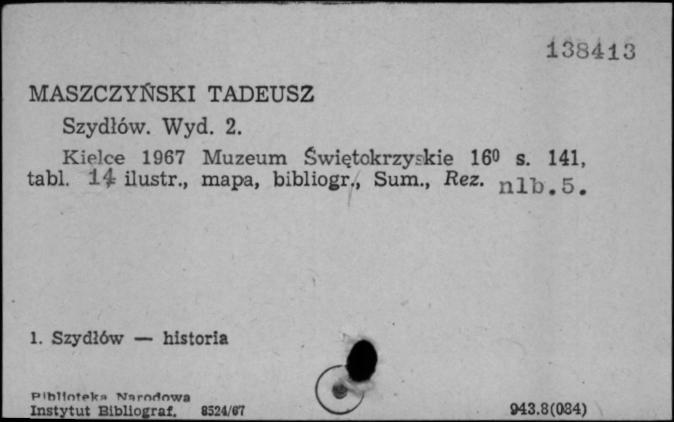 138413
MASZCZYŃSKI TADEUSZ
Szydłów. Wyd. 2.
Kielce 1967 Muzeum Świętokrzyskie 16⁰ s. 141,
tabl. 14 ilustr., mapa, bibliogr., Sum., Rez. nlb.5.
1. Szydłów — historia
Biblioteka Narodowa
Instytut Bibliograf. 8524/67 943.8(084)